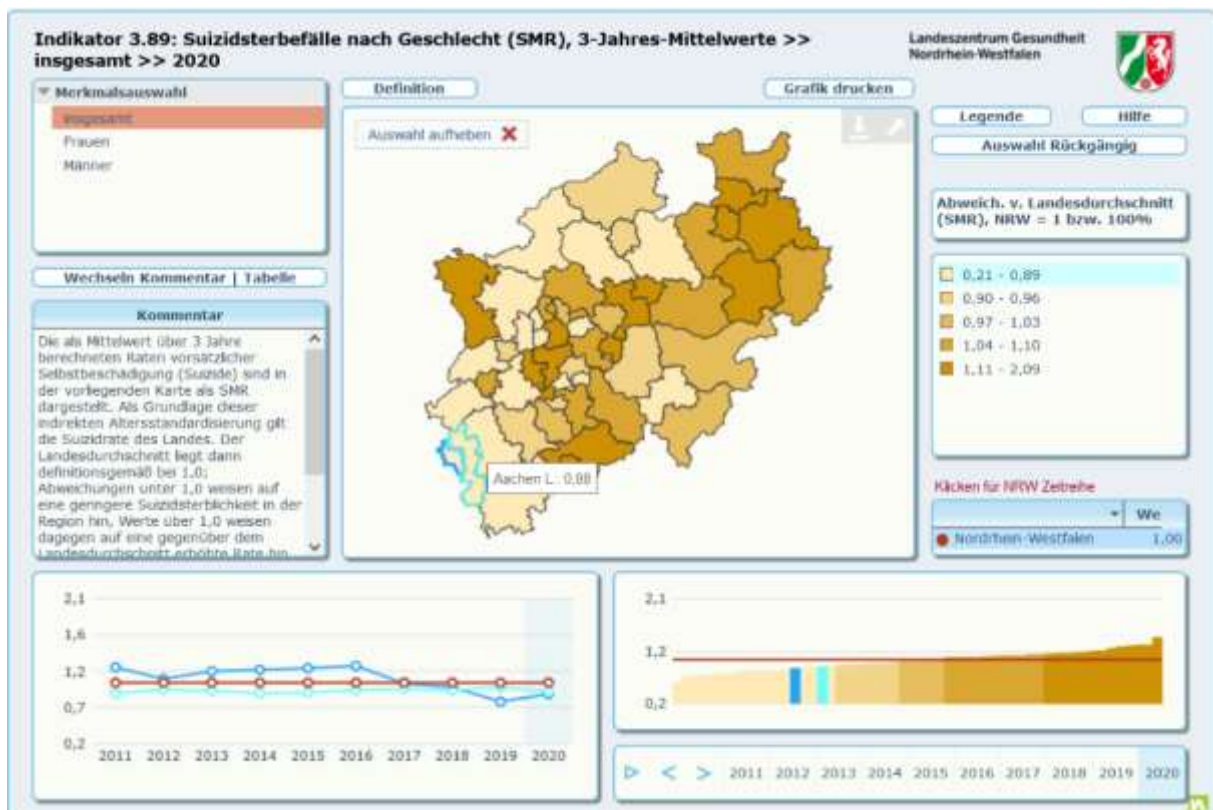 Indikator 3.89: Suizidsterbefälle nach Geschlecht (SMR), 3-Jahres-Mittelwerte >>
insgesamt >> 2020
Landeszentrum Gesundheit
Nordrhein-Westfalen
Merkmalsauswahl
insgesamt
Frauen
Männer
Definition
Grafik drucken
Auswahl aufheben
Legende
Hilfe
Auswahl Rückgängig
Abweich. v. Landesdurchschnitt
(SMR), NRW = 1 bzw. 100%
0,21 - 0,89
0,90 - 0,96
0,97 - 1,03
1,04 - 1,10
1,11 - 2,09
Wechseln Kommentar | Tabelle
Kommentar
Die als Mittelwert über 3 Jahre
berechneten Raten vorsätzlicher
Selbstbeschädigung (Suizide) sind in
der vorliegenden Karte als SMR
dargestellt. Als Grundlage dieser
indirekten Altersstandardisierung gilt
die Suizidrate des Landes. Der
Landesdurchschnitt liegt dann
definitionsgemäß bei 1,0;
Abweichungen unter 1,0 weisen auf
eine geringere Suizidsterblichkeit in der
Region hin, Werte über 1,0 weisen
dagegen auf eine gegenüber dem
Landesdurchschnitt erhöhte Rate hin.
Aachen L.: 0,88
Klicken für NRW Zeitreihe
We
Nordrhein-Westfalen 1,00
2,1
1,6
1,2
0,7
0,2
2011 2012 2013 2014 2015 2016 2017 2018 2019 2020
2,1
1,2
0,2
2011 2012 2013 2014 2015 2016 2017 2018 2019 2020